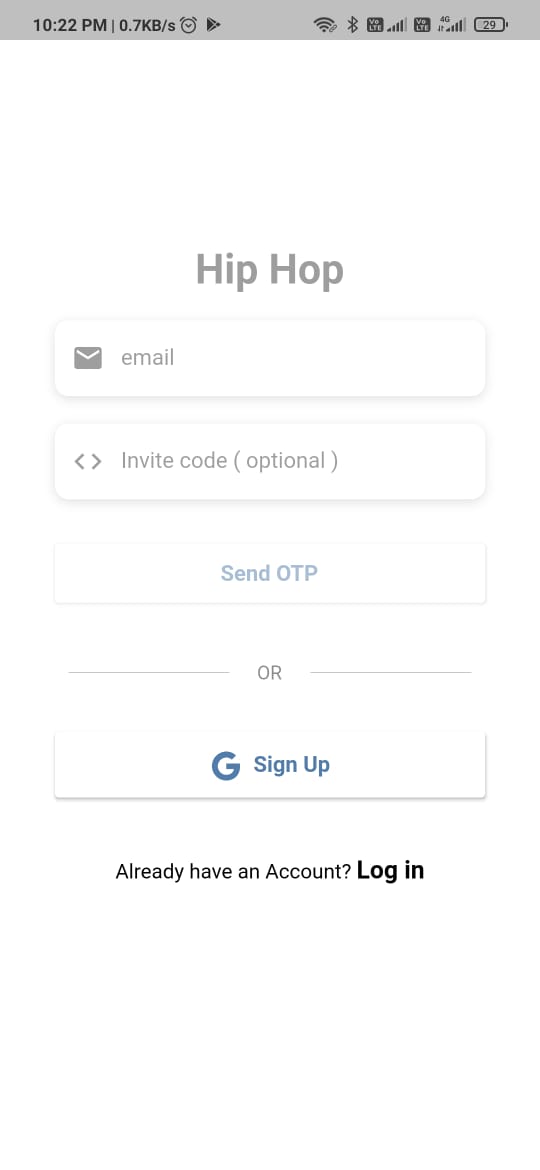 10:22 PM | 0.7KB/s
Vo LTE Vo LTE 4G 29
Hip Hop
email
Invite code ( optional )
Send OTP
OR
G Sign Up
Already have an Account? Log in